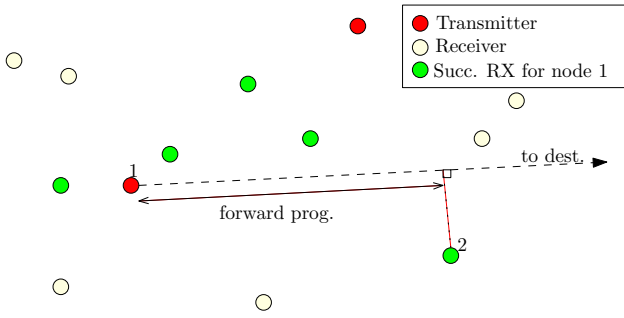 Transmitter
Receiver
Succ. RX for node 1
1
to dest.
forward prog.
2